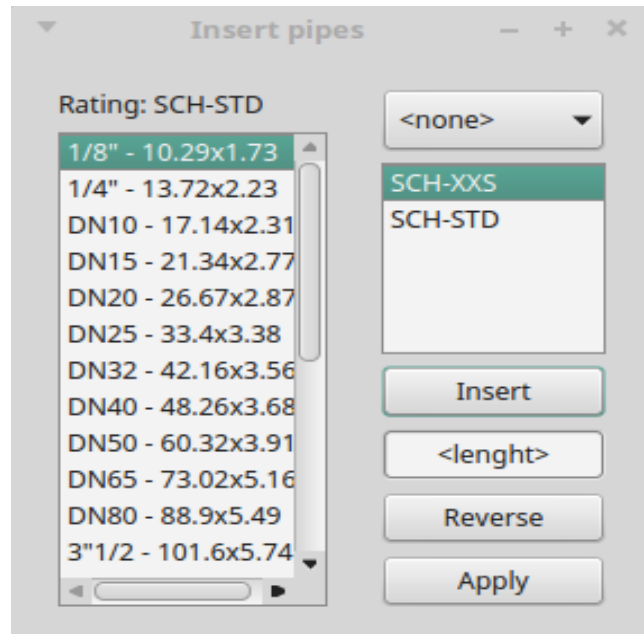 Insert pipes
Rating: SCH-STD
1/8" - 10.29x1.73
1/4" - 13.72x2.23
DN10 - 17.14x2.31
DN15 - 21.34x2.77
DN20 - 26.67x2.87
DN25 - 33.4x3.38
DN32 - 42.16x3.56
DN40 - 48.26x3.68
DN50 - 60.32x3.91
DN65 - 73.02x5.16
DN80 - 88.9x5.49
3"1/2 - 101.6x5.74
<none>
SCH-XXS
SCH-STD
Insert
<lenght>
Reverse
Apply